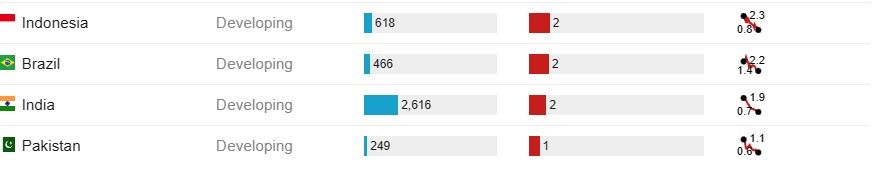 Indonesia Developing 618 2 2.3 0.8
Brazil Developing 466 2 2.2 1.4
India Developing 2,616 2 1.9 0.7
Pakistan Developing 249 1 1.1 0.6